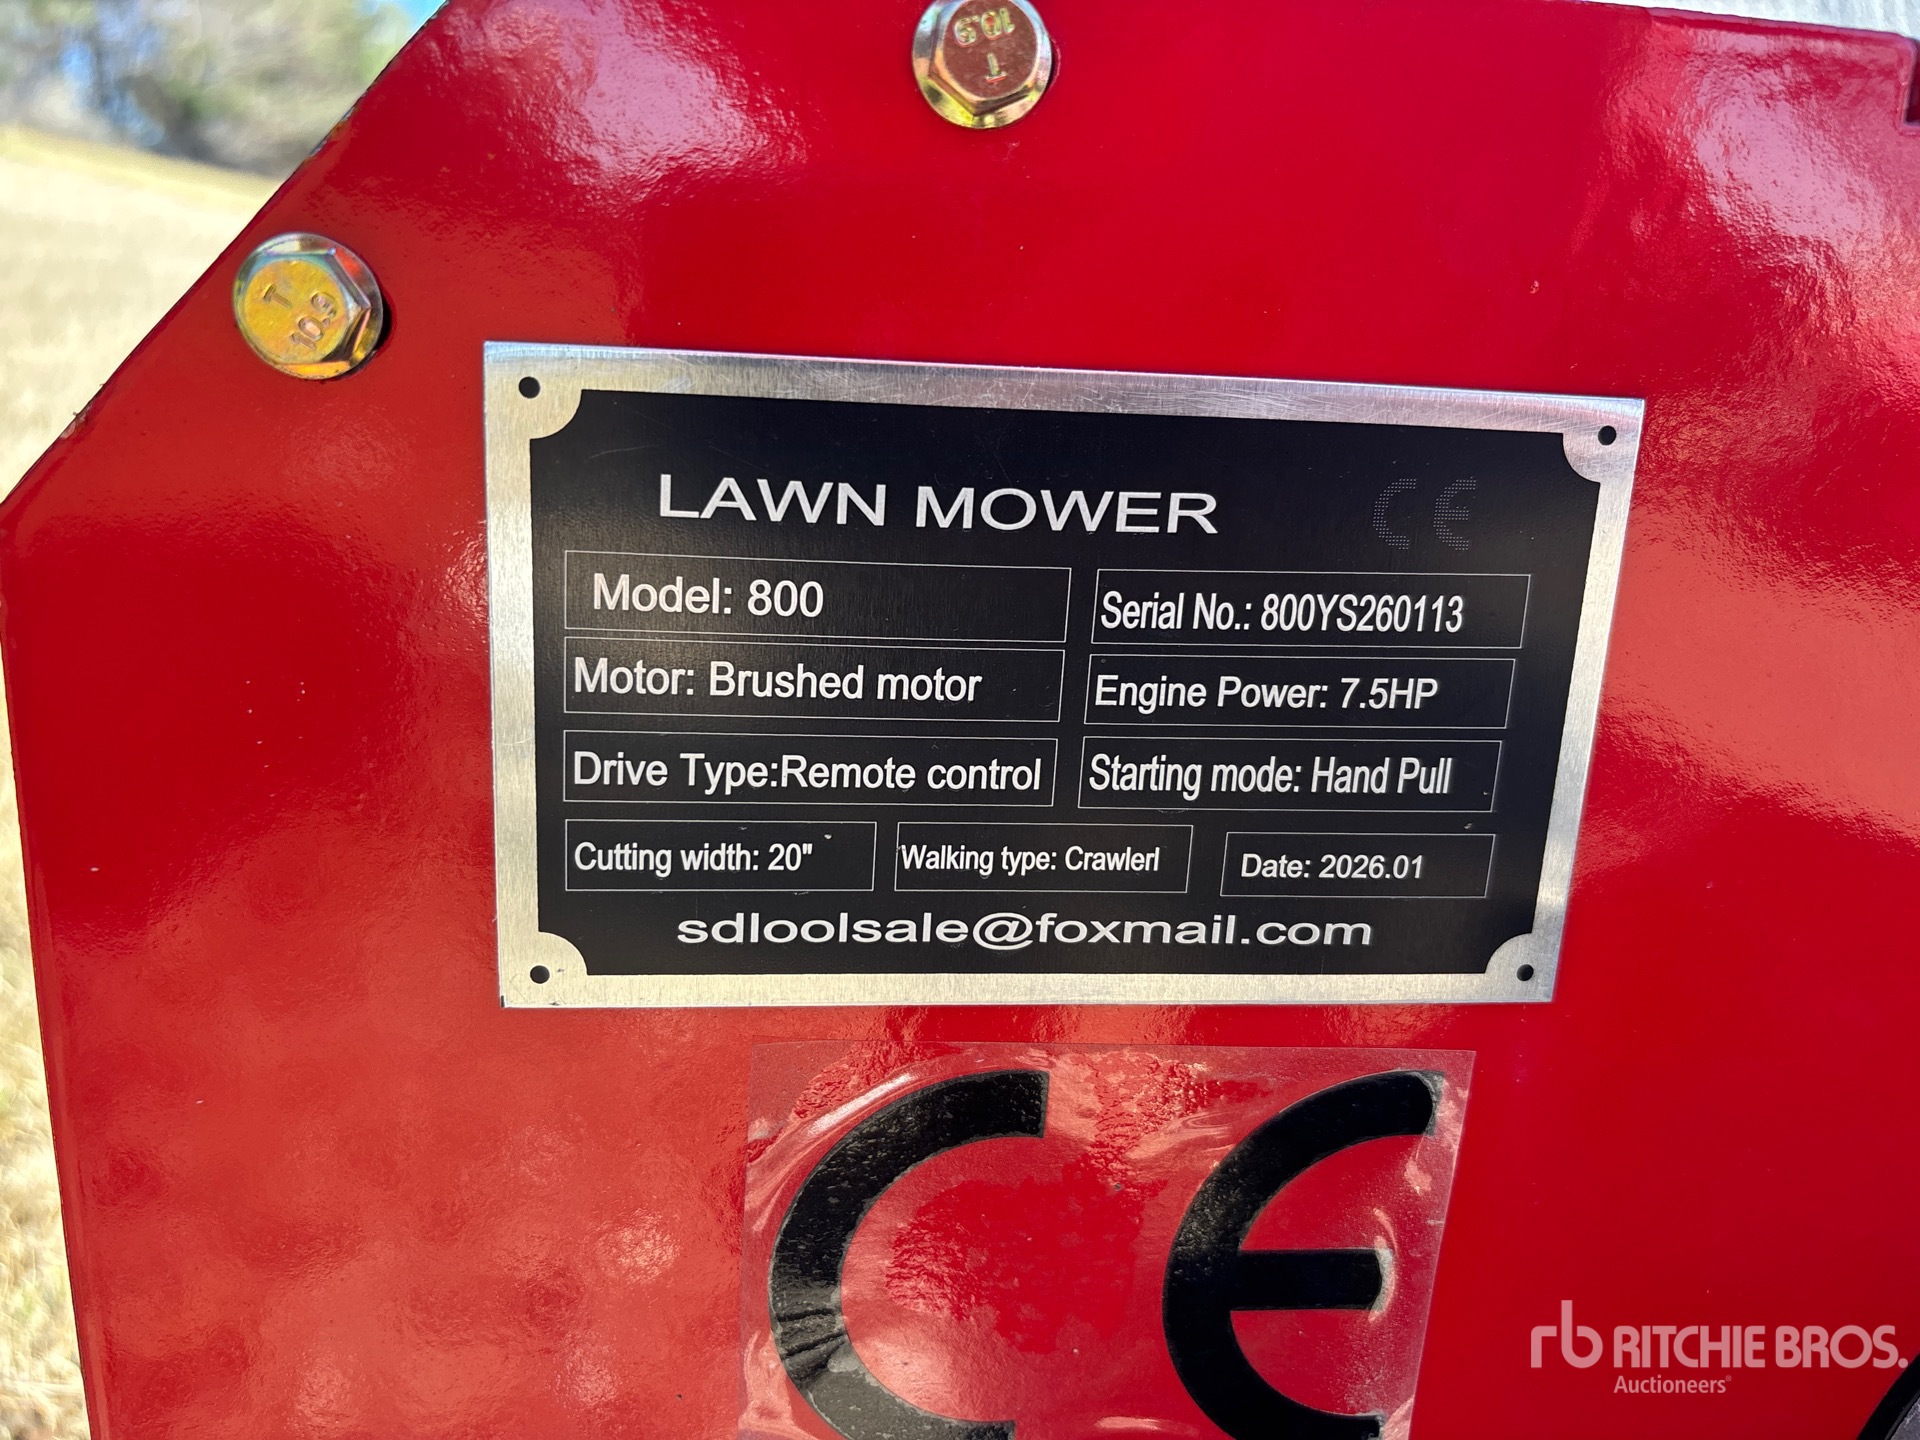 10.9
T
T
10.9
LAWN MOWER CE
Model: 800
Serial No.: 800YS260113
Motor: Brushed motor
Engine Power: 7.5HP
Drive Type:Remote control
Starting mode: Hand Pull
Cutting width: 20"
Walking type: Crawlerl
Date: 2026.01
sdloolsale@foxmail.com
CE
rb RITCHIE BROS.
Auctioneers®